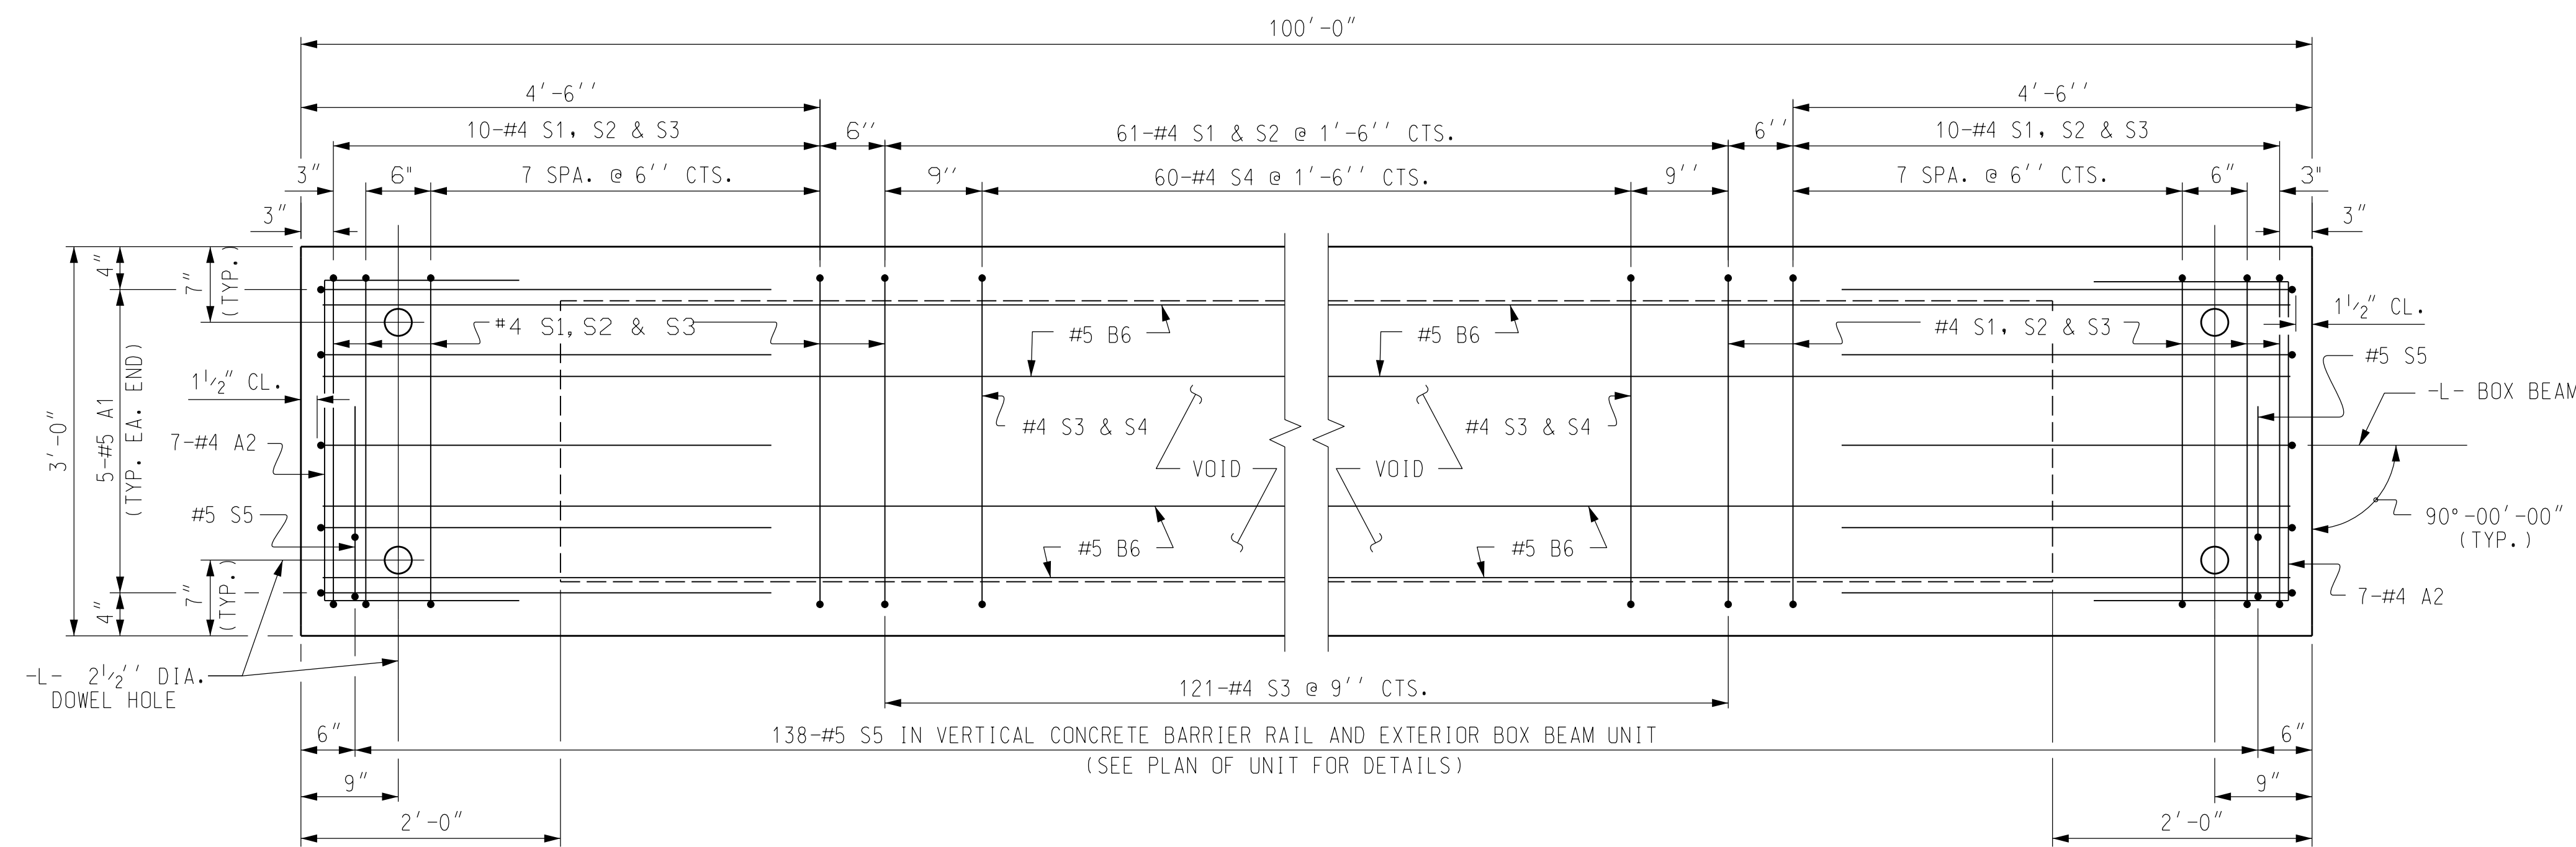 100'-0"
4'-6''
4'-6''
10-#4 S1, S2 & S3
6''
61-#4 S1 & S2 @ 1'-6'' CTS.
6''
10-#4 S1, S2 & S3
3"
6"
7 SPA. @ 6'' CTS.
9''
60-#4 S4 @ 1'-6'' CTS.
9''
7 SPA. @ 6'' CTS.
6"
3"
3"
3"
4"
7"
(TYP.)
#4 S1, S2 & S3
#5 B6
#5 B6
#4 S1, S2 & S3
1½" CL.
#5 S5
-L- BOX BEAM
1½" CL.
3'-0"
5-#5 A1
(TYP. EA. END)
7-#4 A2
#4 S3 & S4
#4 S3 & S4
VOID
VOID
#5 S5
#5 B6
#5 B6
90°-00'-00"
(TYP.)
4"
7"
(TYP.)
7-#4 A2
-L- 2½'' DIA.
DOWEL HOLE
121-#4 S3 @ 9'' CTS.
6"
138-#5 S5 IN VERTICAL CONCRETE BARRIER RAIL AND EXTERIOR BOX BEAM UNIT
6"
(SEE PLAN OF UNIT FOR DETAILS)
9"
9"
2'-0"
2'-0"